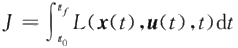 J = ∫_{t_0}^{t_f} L(x(t),u(t),t)dt